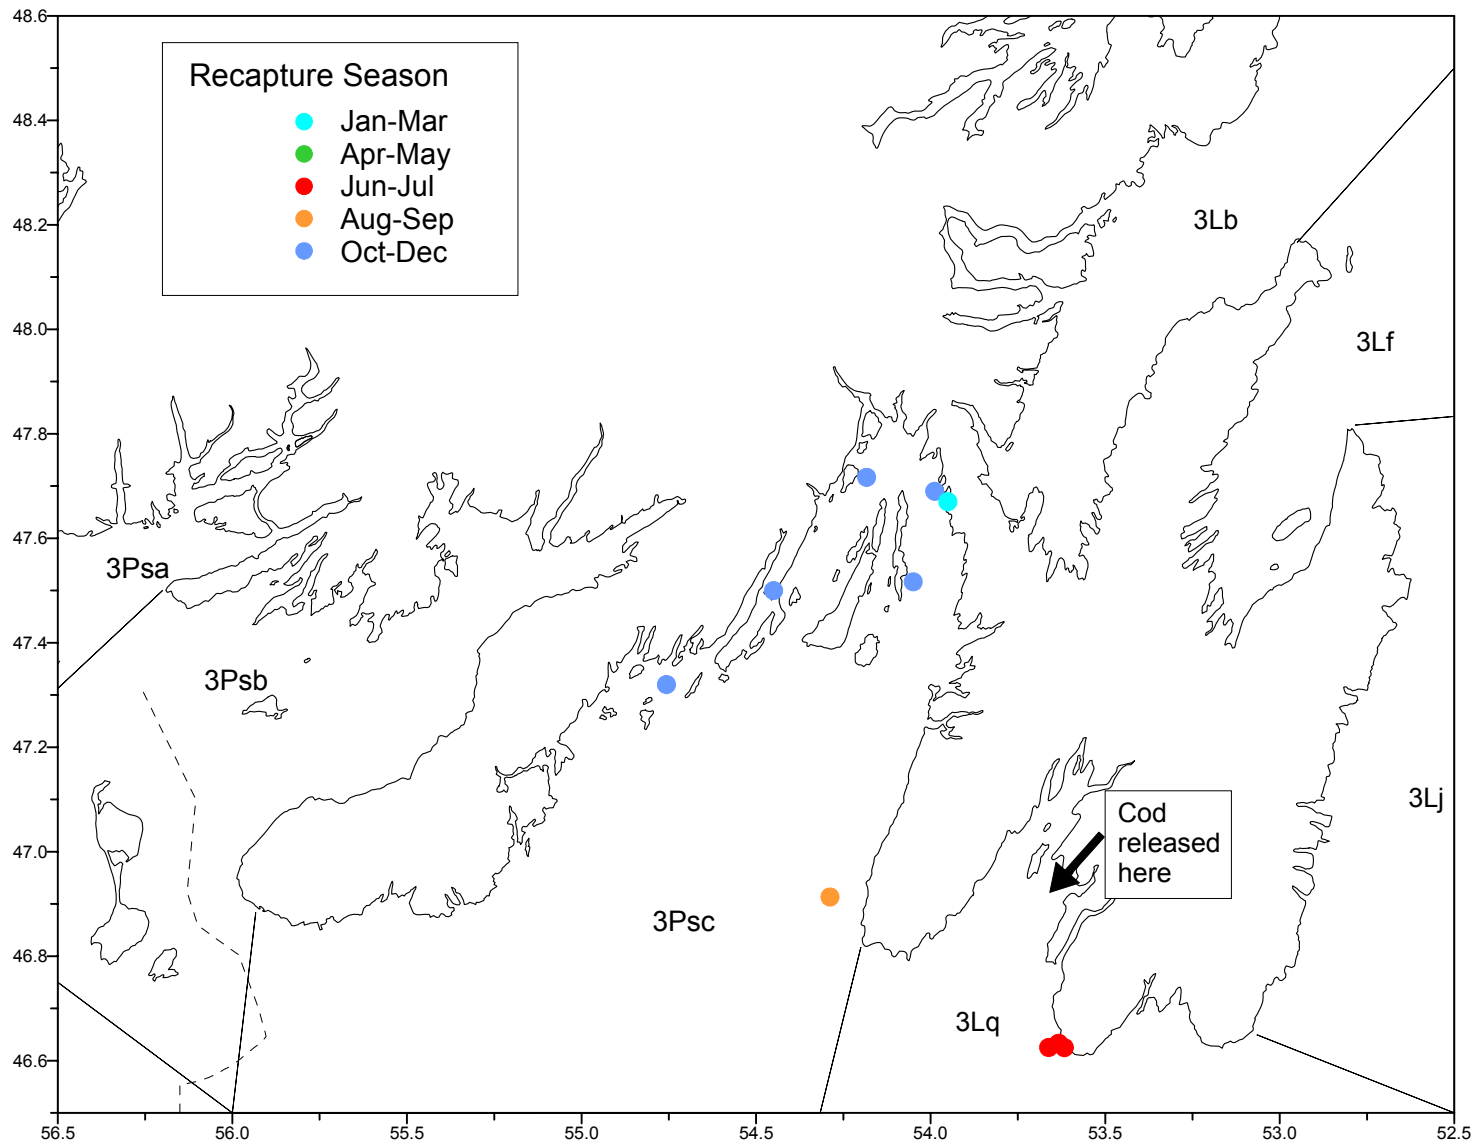 48.6
48.4
48.2
48.0
47.8
47.6
47.4
47.2
47.0
46.8
46.6
Recapture Season
Jan-Mar
Apr-May
Jun-Jul
Aug-Sep
Oct-Dec
3Lb
3Lf
3Psa
3Psb
3Lj
Cod
released
here
3Psc
3Lq
56.5
56.0
55.5
55.0
54.5
54.0
53.5
53.0
52.5